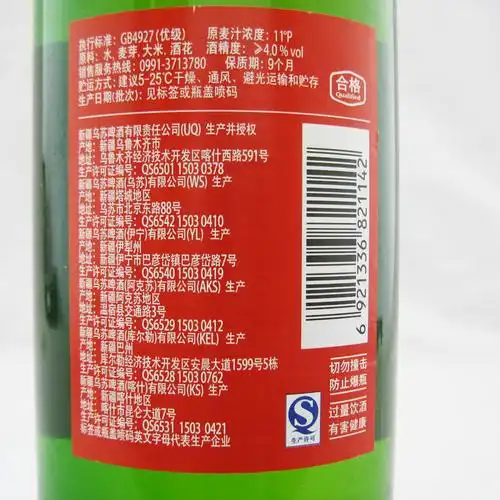 执行标准: GB4927(优级) 原麦汁浓度: 11°P
原料: 水, 麦芽, 大米, 酒花 酒精度: ≥4.0%vol
销售服务热线: 0991-3713780 保质期: 9个月
贮运方式: 建议5-25℃干燥、通风、避光运输和贮存
生产日期(批次): 见标签或瓶盖喷码
合格
Qualified
新疆乌苏啤酒有限责任公司(UQ) 生产并授权
产地: 新疆乌鲁木齐市
地址: 乌鲁木齐经济技术开发区喀什西路591号
生产许可证编号: QS6501 1503 0378
新疆乌苏啤酒(乌苏)有限公司(WS) 生产
产地: 新疆塔城地区
地址: 乌苏市北京东路88号
生产许可证编号: QS6542 1503 0410
新疆乌苏啤酒(伊宁)有限公司(YL) 生产
产地: 新疆伊犁州
地址: 新疆伊宁市巴彦岱镇巴彦岱路7号
生产许可证编号: QS6540 1503 0419
新疆乌苏啤酒(阿克苏)有限公司(AKS) 生产
产地: 新疆阿克苏地区
地址: 温宿县交通路3号
生产许可证编号: QS6529 1503 0412
新疆乌苏啤酒(库尔勒)有限公司(KEL) 生产
产地: 新疆巴州
地址: 库尔勒经济技术开发区安晨大道1599号5栋
生产许可证编号: QS6528 1503 0762
新疆乌苏啤酒(喀什)有限公司(KS) 生产
产地: 新疆喀什地区
地址: 喀什市昆仑大道7号
生产许可证编号: QS6531 1503 0421
标签或瓶盖喷码英文字母代表生产企业
6 921336 821142
切勿撞击
防止爆瓶
QS
生产许可
过量饮酒
有害健康